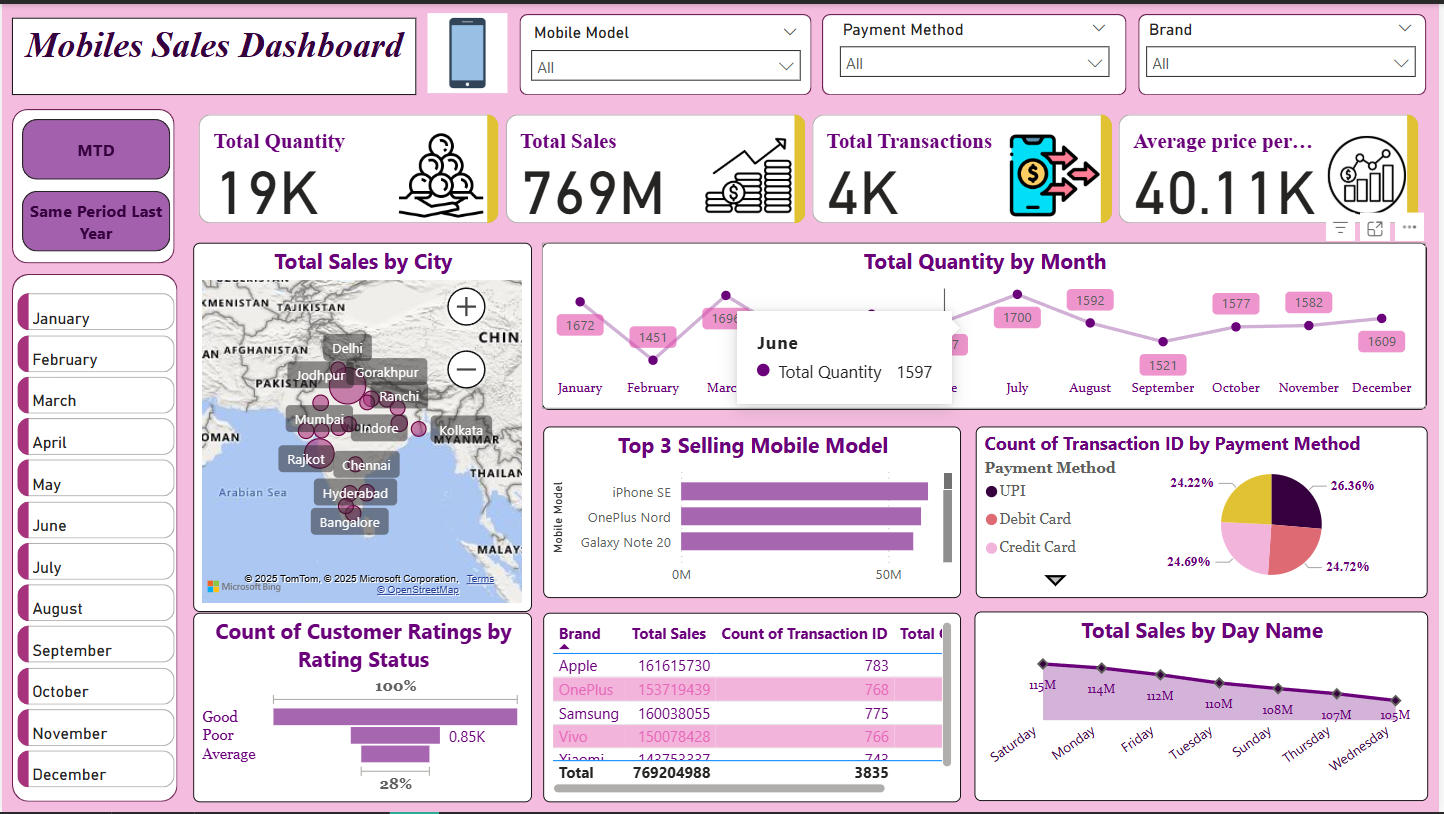 Mobiles Sales Dashboard
Mobile Model
All
Payment Method
All
Brand
All
MTD
Same Period Last
Year
Total Quantity
19K
Total Sales
769M
Total Transactions
4K
Average price per...
40.11K
January
February
March
April
May
June
July
August
September
October
November
December
Total Sales by City
TAJIKISTAN
AFGHANISTAN
CHIN
PAKISTAN
OMAN
MYANMAR
THAILAN
MALAY
Arabian Sea
Delhi
Jodhpur
Gorakhpur
Ranchi
Mumbai
Indore
Kolkata
Rajkot
Chennai
Hyderabad
Bangalore
© 2025 TomTom, © 2025 Microsoft Corporation, Terms
© OpenStreetMap
Microsoft Bing
Total Quantity by Month
1672
1451
1696
1700
1592
1521
1577
1582
1609
January
February
March
July
August
September
October
November
December
June
Total Quantity 1597
Top 3 Selling Mobile Model
Mobile Model
iPhone SE
OnePlus Nord
Galaxy Note 20
0M
50M
Count of Transaction ID by Payment Method
Payment Method
UPI
Debit Card
Credit Card
24.22%
26.36%
24.69%
24.72%
Count of Customer Ratings by
Rating Status
100%
Good
Poor
0.85K
Average
28%
Brand Total Sales Count of Transaction ID Total
Apple 161615730 783
OnePlus 153719439 768
Samsung 160038055 775
Vivo 150078428 766
Xiaomi 143753337 743
Total 769204988 3835
Total Sales by Day Name
115M
114M
112M
110M
108M
107M
105M
Saturday
Monday
Friday
Tuesday
Sunday
Thursday
Wednesday